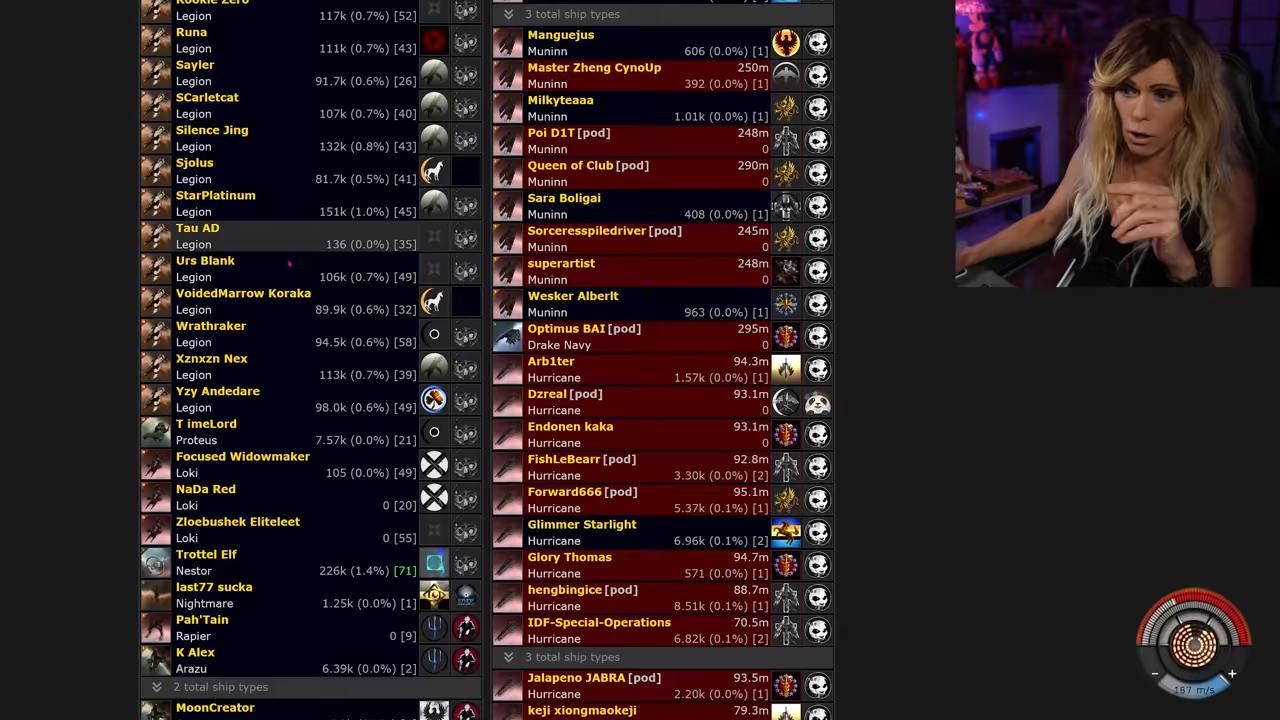 Rookie Zero
Legion 117k (0.7%) [52]
Runa
Legion 111k (0.7%) [43]
Sayler
Legion 91.7k (0.6%) [26]
SCarletcat
Legion 107k (0.7%) [40]
Silence Jing
Legion 132k (0.8%) [43]
Sjolus
Legion 81.7k (0.5%) [41]
StarPlatinum
Legion 151k (1.0%) [45]
Tau AD
Legion 136 (0.0%) [35]
Urs Blank
Legion 106k (0.7%) [49]
VoidedMarrow Koraka
Legion 89.9k (0.6%) [32]
Wrathraker
Legion 94.5k (0.6%) [58]
Xznxzn Nex
Legion 113k (0.7%) [39]
Yzy Andedare
Legion 98.0k (0.6%) [49]
T imeLord
Proteus 7.57k (0.0%) [21]
Focused Widowmaker
Loki 105 (0.0%) [49]
NaDa Red
Loki 0 [20]
Zloebushek Eliteleet
Loki 0 [55]
Trottel Elf
Nestor 226k (1.4%) [71]
last77 sucka
Nightmare 1.25k (0.0%) [1]
Pah'Tain
Rapier 0 [9]
K Alex
Arazu 6.39k (0.0%) [2]
2 total ship types
MoonCreator
3 total ship types
Manguejus
Muninn 606 (0.0%) [1]
Master Zheng CynoUp 250m
Muninn 392 (0.0%) [1]
Milkyteaaa
Muninn 1.01k (0.0%) [1]
Poi D1T [pod] 248m
Muninn 0
Queen of Club [pod] 290m
Muninn 0
Sara Boligai
Muninn 408 (0.0%) [1]
Sorceresspiledriver [pod] 245m
Muninn 0
superartist 248m
Muninn 0
Wesker Alberlt
Muninn 963 (0.0%) [1]
Optimus BAI [pod] 295m
Drake Navy 0
Arb1ter 94.3m
Hurricane 1.57k (0.0%) [1]
Dzreal [pod] 93.1m
Hurricane 0
Endonen kaka 93.1m
Hurricane 0
FishLeBearr [pod] 92.8m
Hurricane 3.30k (0.0%) [2]
Forward666 [pod] 95.1m
Hurricane 5.37k (0.1%) [1]
Glimmer Starlight
Hurricane 6.96k (0.1%) [2]
Glory Thomas 94.7m
Hurricane 571 (0.0%) [1]
hengbingice [pod] 88.7m
Hurricane 8.51k (0.1%) [1]
IDF-Special-Operations 70.5m
Hurricane 6.82k (0.1%) [2]
3 total ship types
Jalapeno JABRA [pod] 93.5m
Hurricane 2.20k (0.0%) [1]
keji xiongmaokeji 79.3m
167 m/s